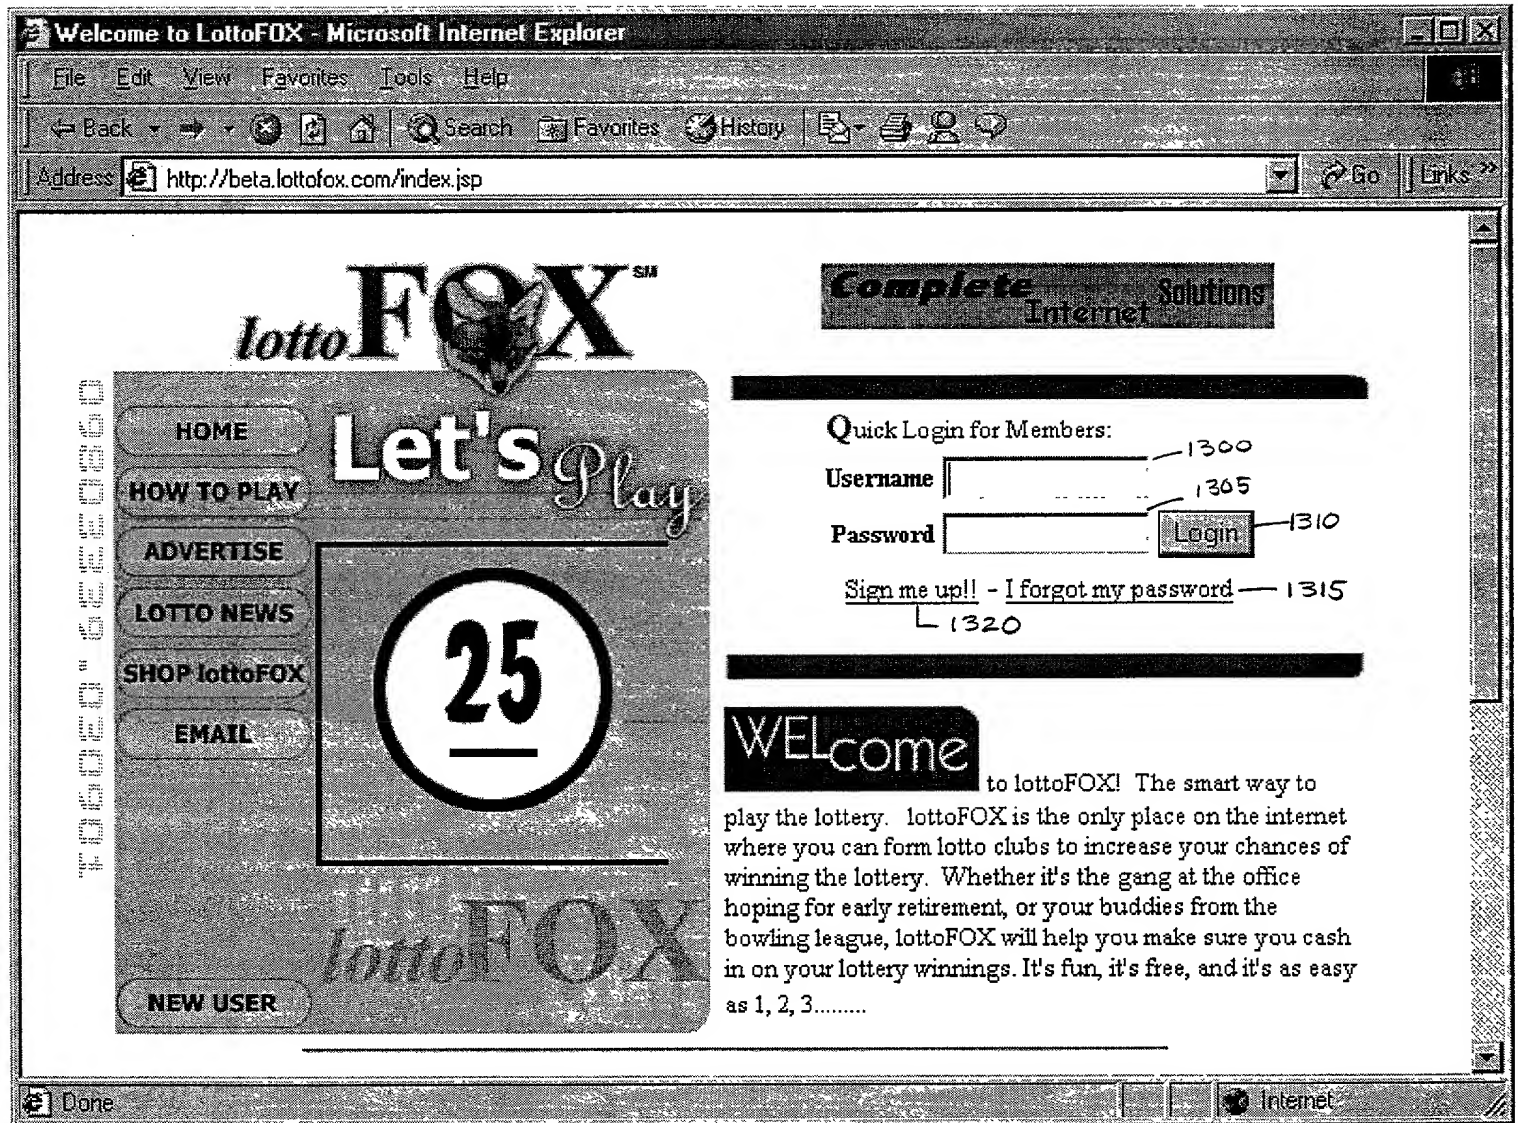 Welcome to LottoFOX - Microsoft Internet Explorer
File Edit View Favorites Tools Help
Back Search Favorites History
Address http://beta.lottofox.com/index.jsp Go Links »
lottoFOX SM
Complete Internet Solutions
HOME
HOW TO PLAY
ADVERTISE
LOTTO NEWS
SHOP lottoFOX
EMAIL
NEW USER
Let's Play
25
lottoFOX
Quick Login for Members:
1300
Username
1305
Password Login 1310
Sign me up!! - I forgot my password 1315
1320
WELcome to lottoFOX! The smart way to
play the lottery. lottoFOX is the only place on the internet
where you can form lotto clubs to increase your chances of
winning the lottery. Whether it's the gang at the office
hoping for early retirement, or your buddies from the
bowling league, lottoFOX will help you make sure you cash
in on your lottery winnings. It's fun, it's free, and it's as easy
as 1, 2, 3.........
Done Internet